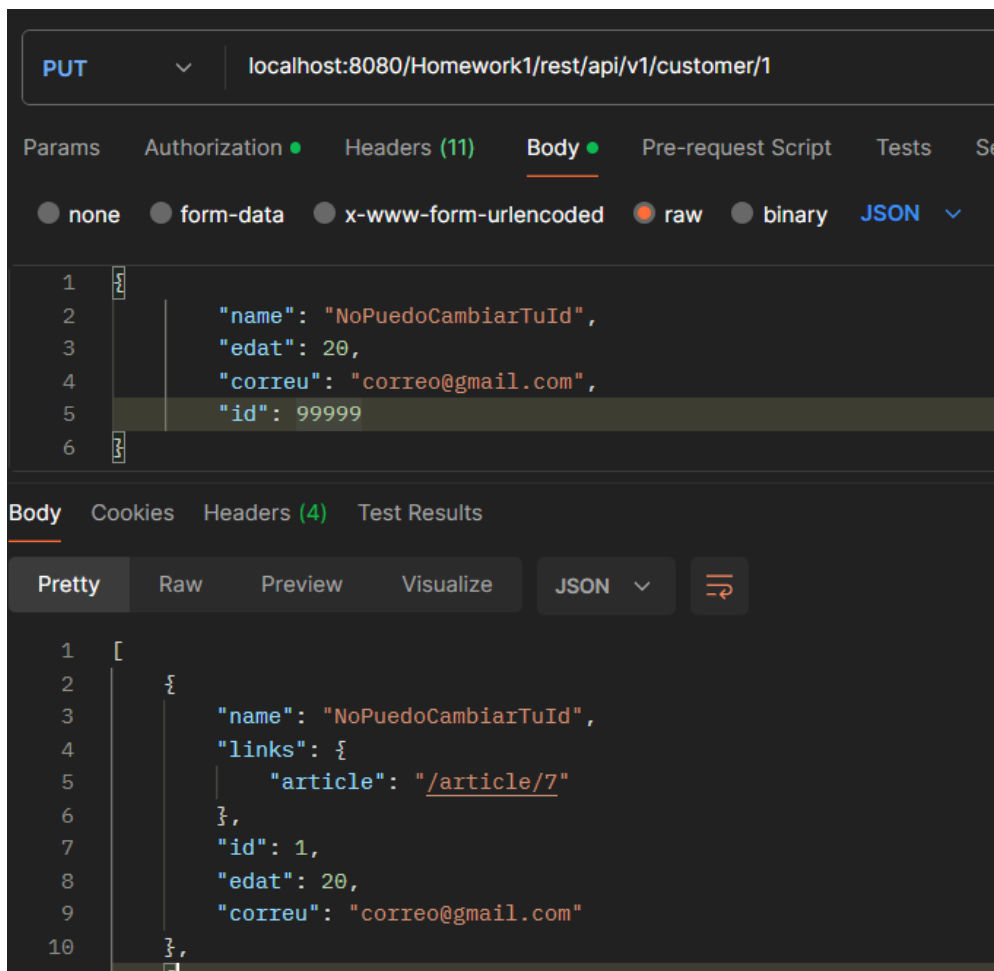 PUT localhost:8080/Homework1/rest/api/v1/customer/1
Params Authorization Headers (11) Body Pre-request Script Tests Se
none form-data x-www-form-urlencoded raw binary JSON
1 {
2 "name": "NoPuedoCambiarTuId",
3 "edat": 20,
4 "correu": "correo@gmail.com",
5 "id": 99999
6 }
Body Cookies Headers (4) Test Results
Pretty Raw Preview Visualize JSON
1 [
2 {
3 "name": "NoPuedoCambiarTuId",
4 "links": {
5 "article": "/article/7"
6 },
7 "id": 1,
8 "edat": 20,
9 "correu": "correo@gmail.com"
10 },